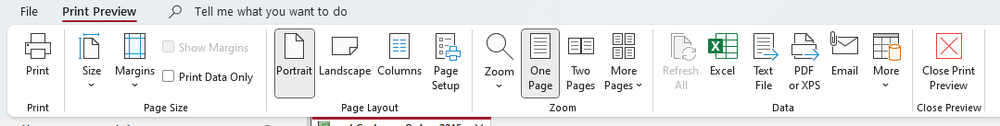 File Print Preview Tell me what you want to do
Print
Size
Margins
Show Margins
Print Data Only
Portrait
Landscape
Columns
Page
Setup
Zoom
One
Page
Two
Pages
More
Pages
Refresh
All
Excel
Text
File
PDF
or XPS
Email
More
Close Print
Preview
Print
Page Size
Page Layout
Zoom
Data
Close Preview